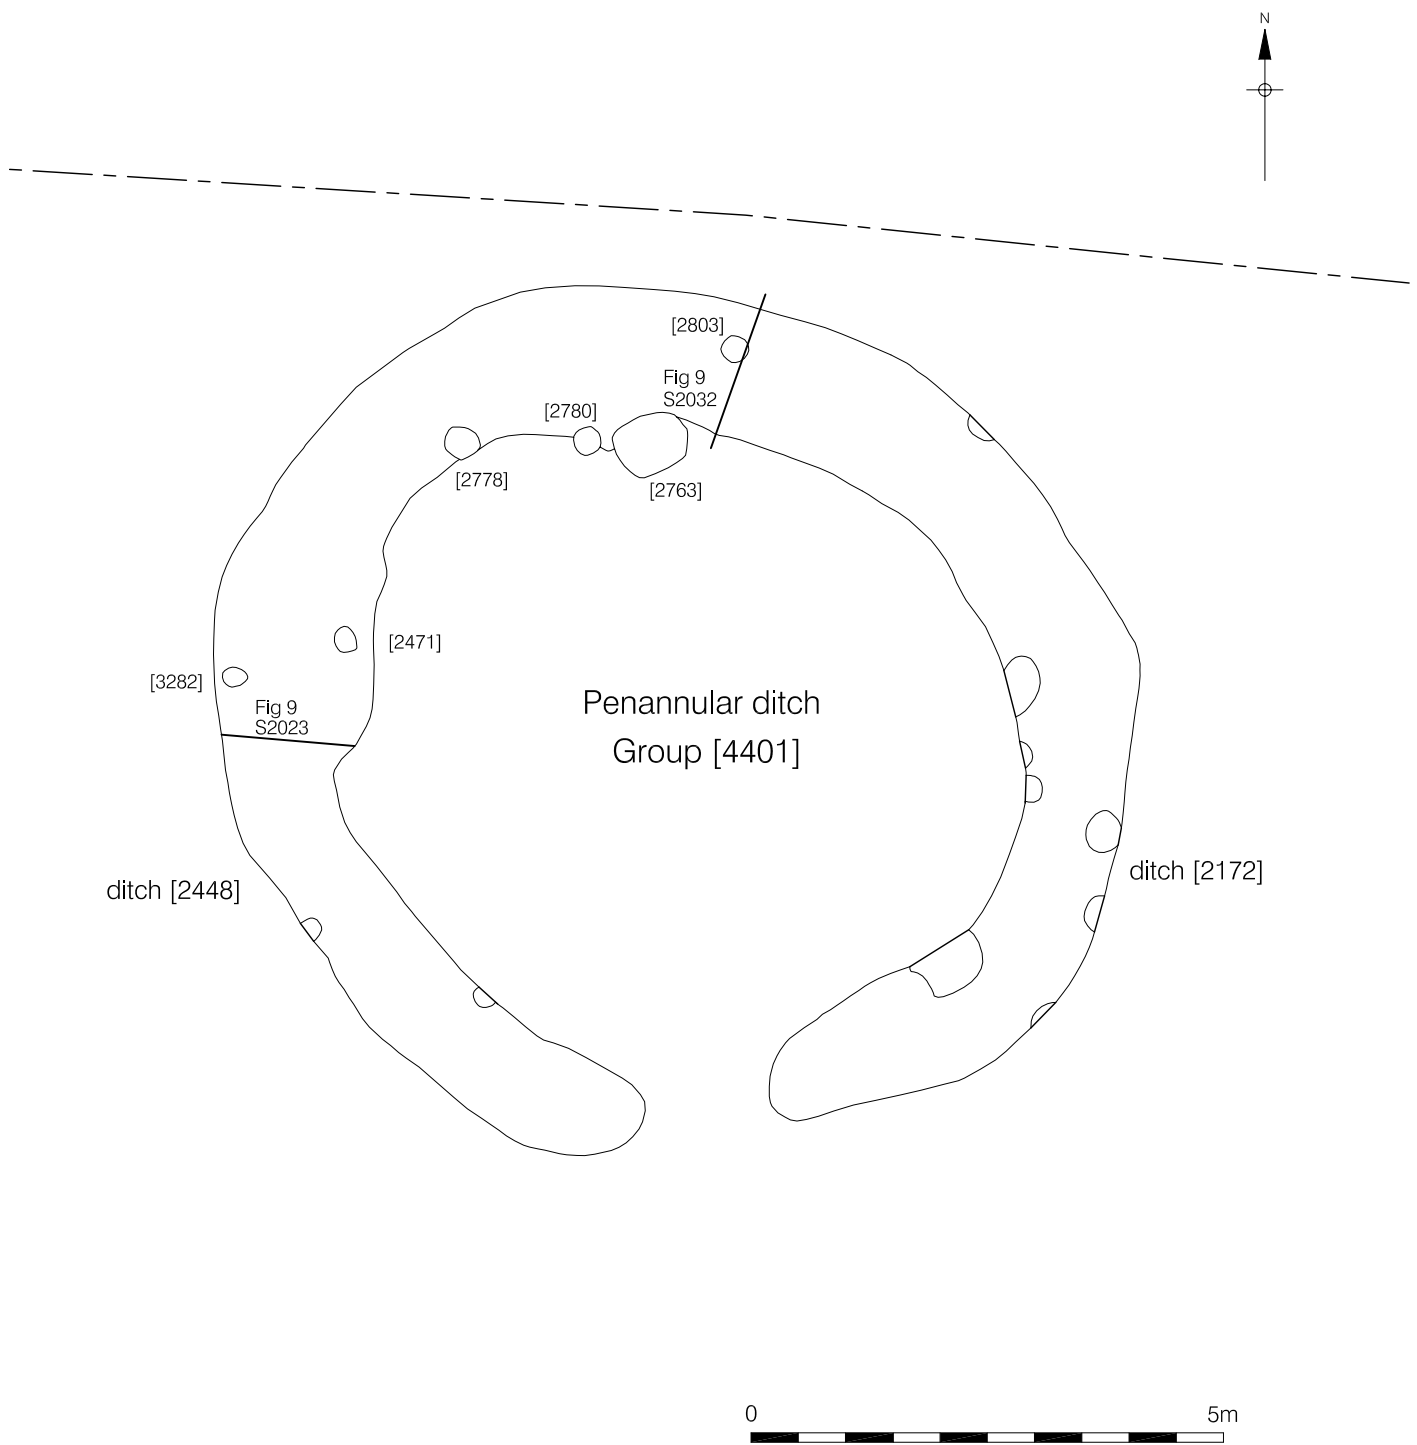 N
[2803]
Fig 9
S2032
[2780]
[2778]
[2763]
[2471]
[3282]
Fig 9
S2023
Penannular ditch
Group [4401]
ditch [2448]
ditch [2172]
0
5m